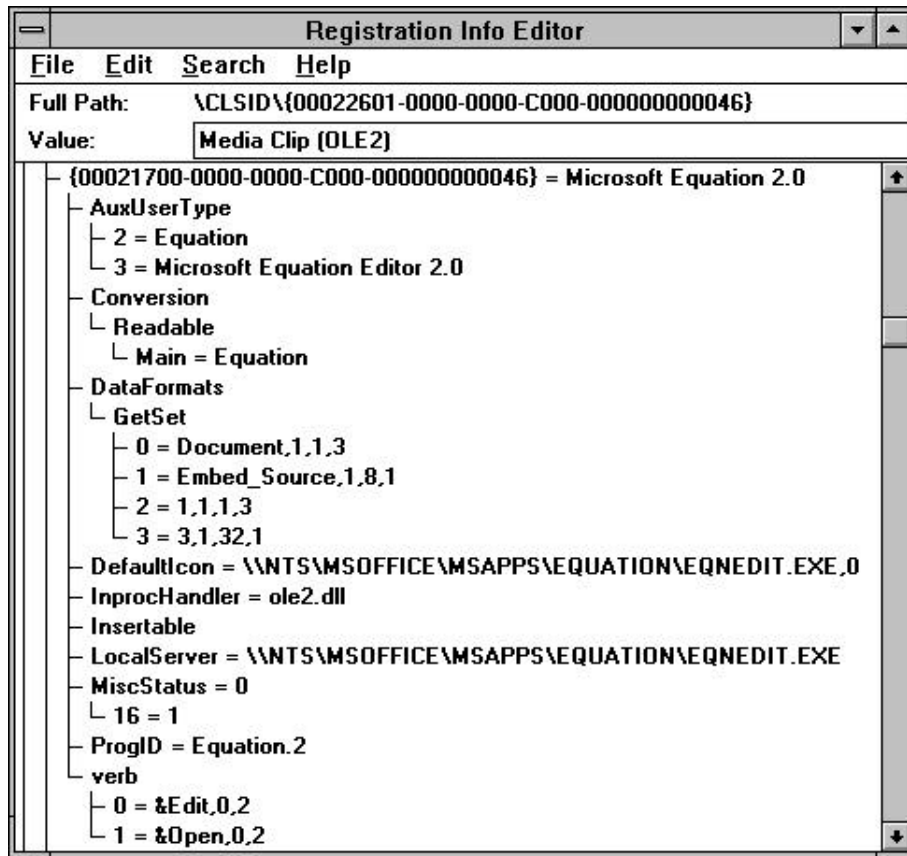 Registration Info Editor
File Edit Search Help
Full Path: \CLSID\{00022601-0000-0000-C000-000000000046}
Value: Media Clip (OLE2)
{00021700-0000-0000-C000-000000000046} = Microsoft Equation 2.0
AuxUserType
2 = Equation
3 = Microsoft Equation Editor 2.0
Conversion
Readable
Main = Equation
DataFormats
GetSet
0 = Document,1,1,3
1 = Embed_Source,1,8,1
2 = 1,1,1,3
3 = 3,1,32,1
DefaultIcon = \\NTS\MSOFFICE\MSAPPS\EQUATION\EQNEDIT.EXE,0
InprocHandler = ole2.dll
Insertable
LocalServer = \\NTS\MSOFFICE\MSAPPS\EQUATION\EQNEDIT.EXE
MiscStatus = 0
16 = 1
ProgID = Equation.2
verb
0 = &Edit,0,2
1 = &Open,0,2